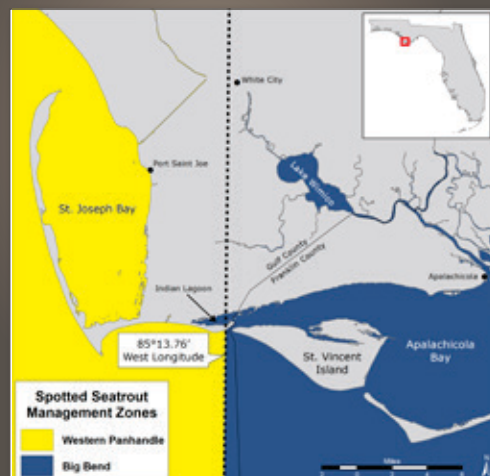 White City
Lake Wimico
Port Saint Joe
St. Joseph Bay
Gulf County
Franklin County
Apalachicola
Indian Lagoon
85°13.76'
West Longitude
St. Vincent
Island
Apalachicola
Bay
Spotted Seatrout
Management Zones
Western Panhandle
Big Bend
Miles
N